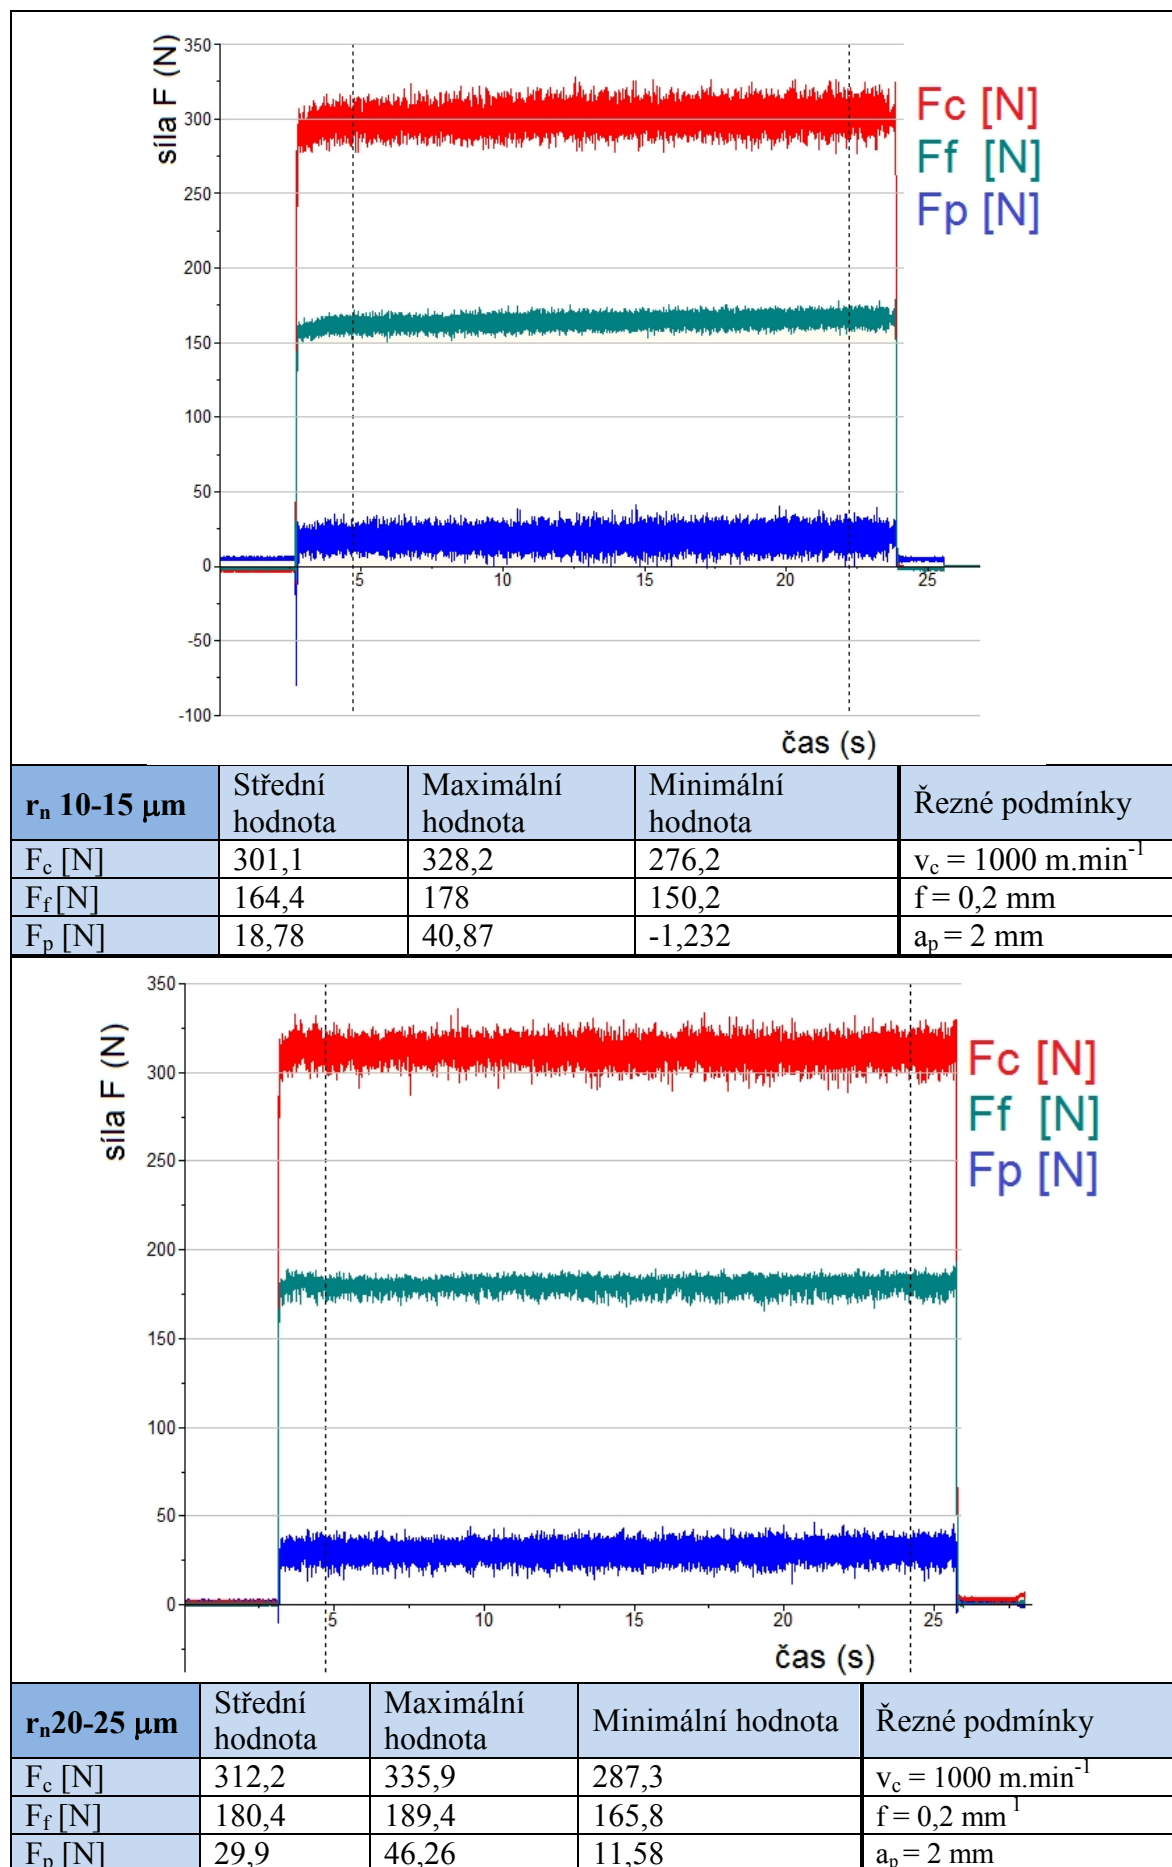 síla F (N)
350
300
250
200
150
100
50
0
-50
-100
5
10
15
20
25
čas (s)
Fc [N]
Ff [N]
Fp [N]
rn 10-15 μm Střední hodnota Maximální hodnota Minimální hodnota Řezné podmínky
Fc [N] 301,1 328,2 276,2 vc = 1000 m.min-1
Ff [N] 164,4 178 150,2 f = 0,2 mm
Fp [N] 18,78 40,87 -1,232 ap = 2 mm
síla F (N)
350
300
250
200
150
100
50
0
5
10
15
20
25
čas (s)
Fc [N]
Ff [N]
Fp [N]
rn20-25 μm Střední hodnota Maximální hodnota Minimální hodnota Řezné podmínky
Fc [N] 312,2 335,9 287,3 vc = 1000 m.min-1
Ff [N] 180,4 189,4 165,8 f = 0,2 mm 1
Fp [N] 29,9 46,26 11,58 ap = 2 mm